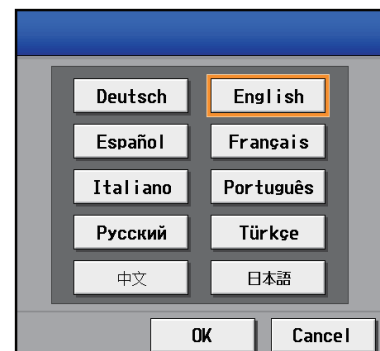 Deutsch English
Español Français
Italiano Português
Русский Türkçe
中文 日本語
OK Cancel